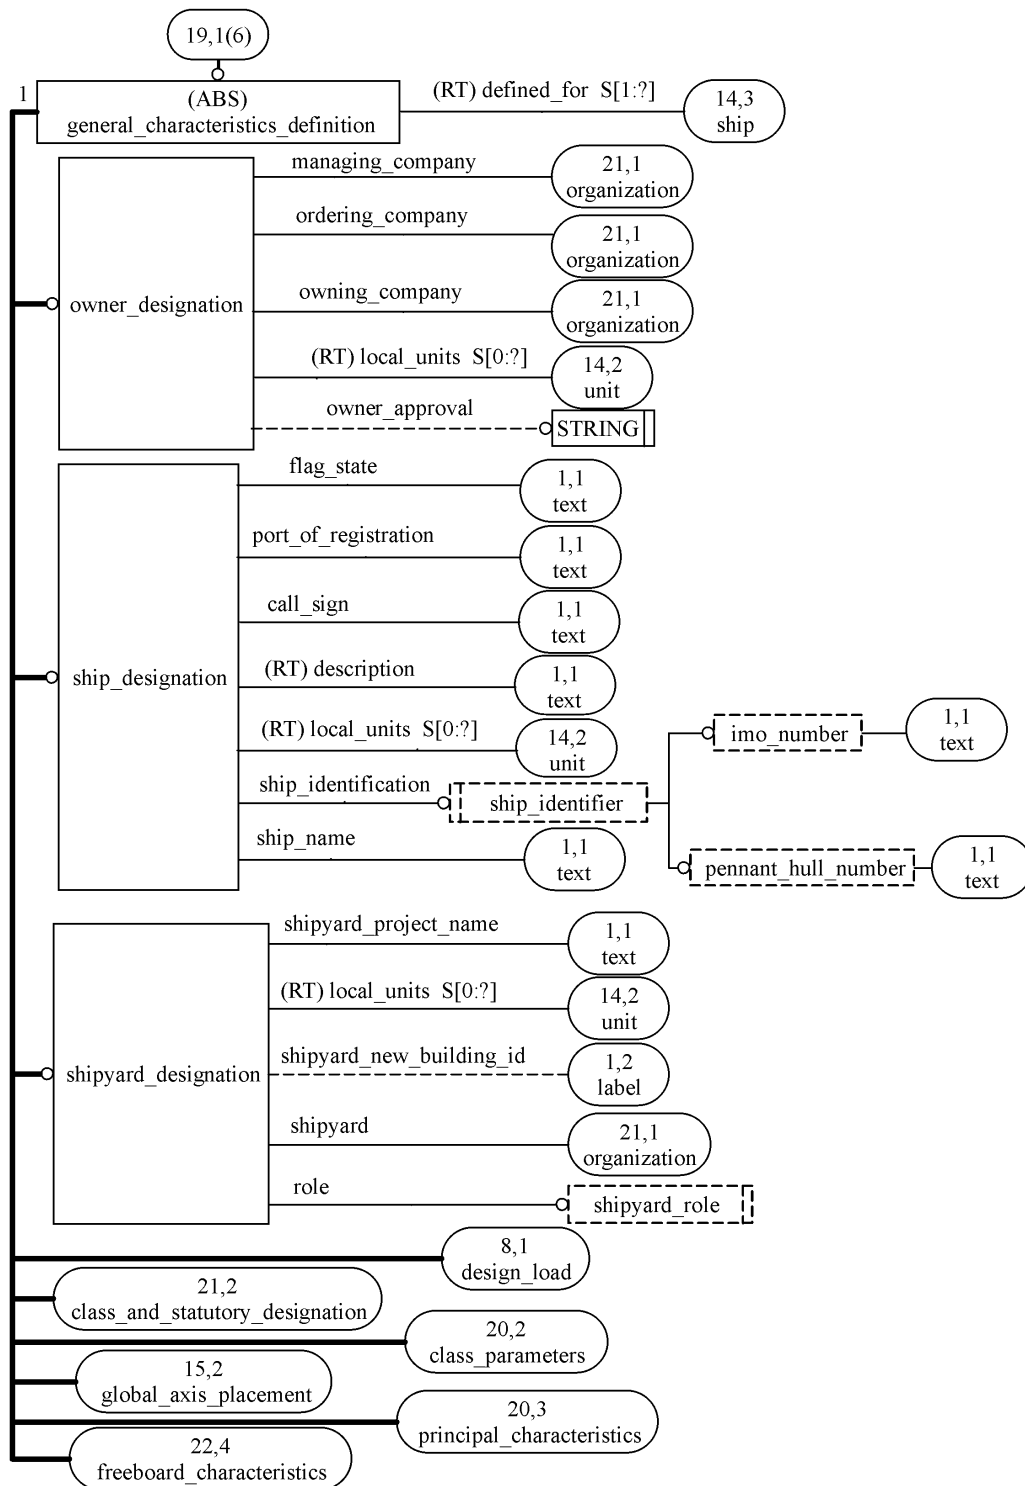 19,1(6)
1
(ABS)
general_characteristics_definition
(RT) defined_for S[1:?]
14,3
ship
owner_designation
managing_company
21,1
organization
ordering_company
21,1
organization
owning_company
21,1
organization
(RT) local_units S[0:?]
14,2
unit
owner_approval
STRING
ship_designation
flag_state
1,1
text
port_of_registration
1,1
text
call_sign
1,1
text
(RT) description
1,1
text
(RT) local_units S[0:?]
14,2
unit
ship_identification
ship_identifier
imo_number
1,1
text
pennant_hull_number
1,1
text
ship_name
1,1
text
shipyard_designation
shipyard_project_name
1,1
text
(RT) local_units S[0:?]
14,2
unit
shipyard_new_building_id
1,2
label
shipyard
21,1
organization
role
shipyard_role
8,1
design_load
21,2
class_and_statutory_designation
20,2
class_parameters
15,2
global_axis_placement
20,3
principal_characteristics
22,4
freeboard_characteristics